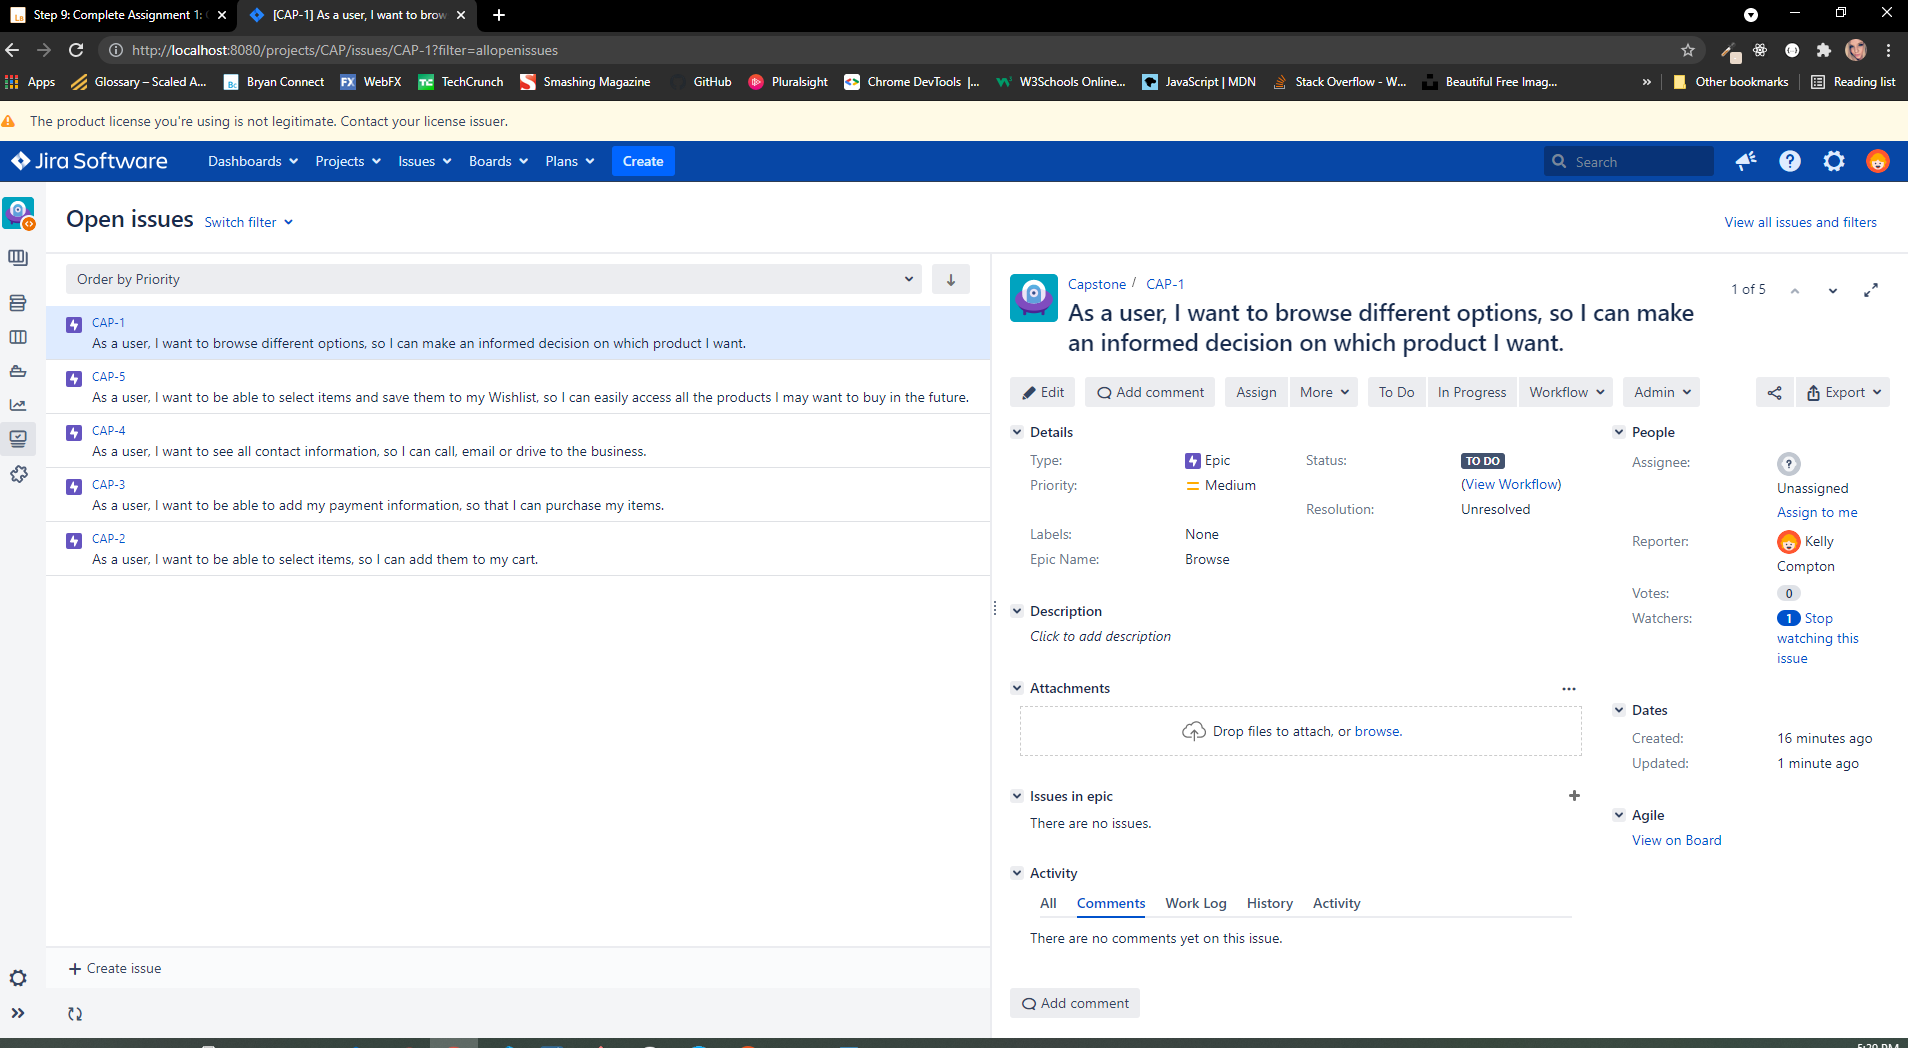 Step 9: Complete Assignment 1:
[CAP-1] As a user, I want to brow
http://localhost:8080/projects/CAP/issues/CAP-1?filter=allopenissues
Apps
Glossary – Scaled A...
Bryan Connect
WebFX
TechCrunch
Smashing Magazine
GitHub
Pluralsight
Chrome DevTools |...
W3Schools Online...
JavaScript | MDN
Stack Overflow - W...
Beautiful Free Imag...
»
Other bookmarks
Reading list
The product license you're using is not legitimate. Contact your license issuer.
Jira Software
Dashboards
Projects
Issues
Boards
Plans
Create
Search
Open issues
Switch filter
View all issues and filters
Order by Priority
CAP-1
As a user, I want to browse different options, so I can make an informed decision on which product I want.
CAP-5
As a user, I want to be able to select items and save them to my Wishlist, so I can easily access all the products I may want to buy in the future.
CAP-4
As a user, I want to see all contact information, so I can call, email or drive to the business.
CAP-3
As a user, I want to be able to add my payment information, so that I can purchase my items.
CAP-2
As a user, I want to be able to select items, so I can add them to my cart.
+ Create issue
Capstone / CAP-1
1 of 5
As a user, I want to browse different options, so I can make
an informed decision on which product I want.
Edit
Add comment
Assign
More
To Do
In Progress
Workflow
Admin
Export
Details
Type: Epic
Status: TO DO
(View Workflow)
Priority: Medium
Resolution: Unresolved
Labels: None
Epic Name: Browse
Description
Click to add description
Attachments
Drop files to attach, or browse.
Issues in epic
There are no issues.
Activity
All Comments Work Log History Activity
There are no comments yet on this issue.
Add comment
People
Assignee:
Unassigned
Assign to me
Reporter: Kelly
Compton
Votes: 0
Watchers: 1 Stop
watching this
issue
Dates
Created: 16 minutes ago
Updated: 1 minute ago
Agile
View on Board